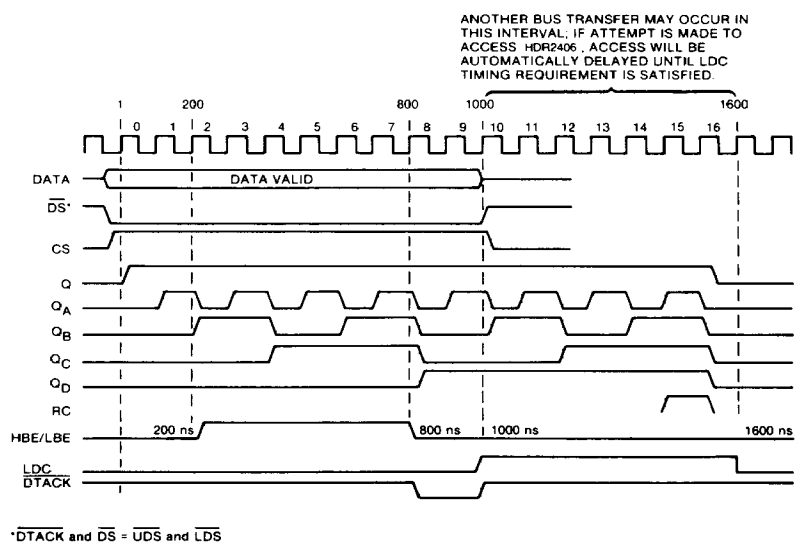 ANOTHER BUS TRANSFER MAY OCCUR IN
THIS INTERVAL; IF ATTEMPT IS MADE TO
ACCESS HDR2406, ACCESS WILL BE
AUTOMATICALLY DELAYED UNTIL LDC
TIMING REQUIREMENT IS SATISFIED.
1 200 800 1000 1600
0 1 2 3 4 5 6 7 8 9 10 11 12 13 14 15 16
DATA DATA VALID
DS*
CS
Q
QA
QB
QC
QD
RC
HBE/LBE 200 ns 800 ns 1000 ns 1600 ns
LDC
DTACK
*DTACK and DS = UDS and LDS